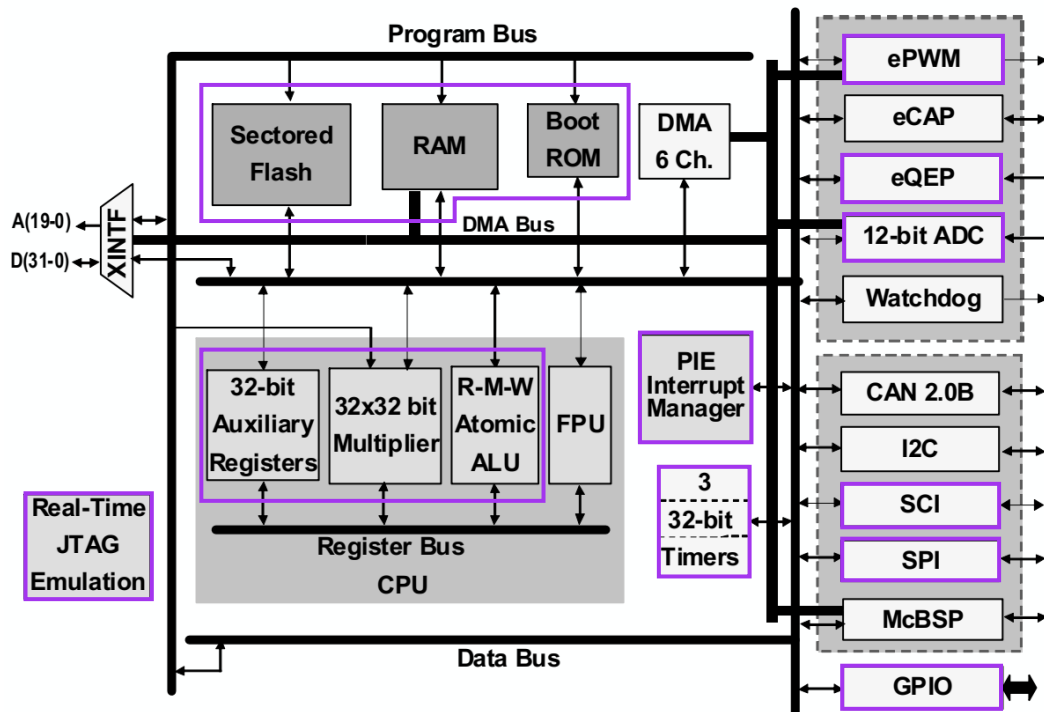 Program Bus
ePWM
Sectored
Flash
RAM
Boot
ROM
DMA
6 Ch.
eCAP
eQEP
A(19-0)
D(31-0)
XINTF
DMA Bus
12-bit ADC
Watchdog
PIE
Interrupt
Manager
32-bit
Auxiliary
Registers
32x32 bit
Multiplier
R-M-W
Atomic
ALU
FPU
CAN 2.0B
I2C
3
32-bit
Timers
SCI
SPI
Real-Time
JTAG
Emulation
Register Bus
CPU
McBSP
Data Bus
GPIO